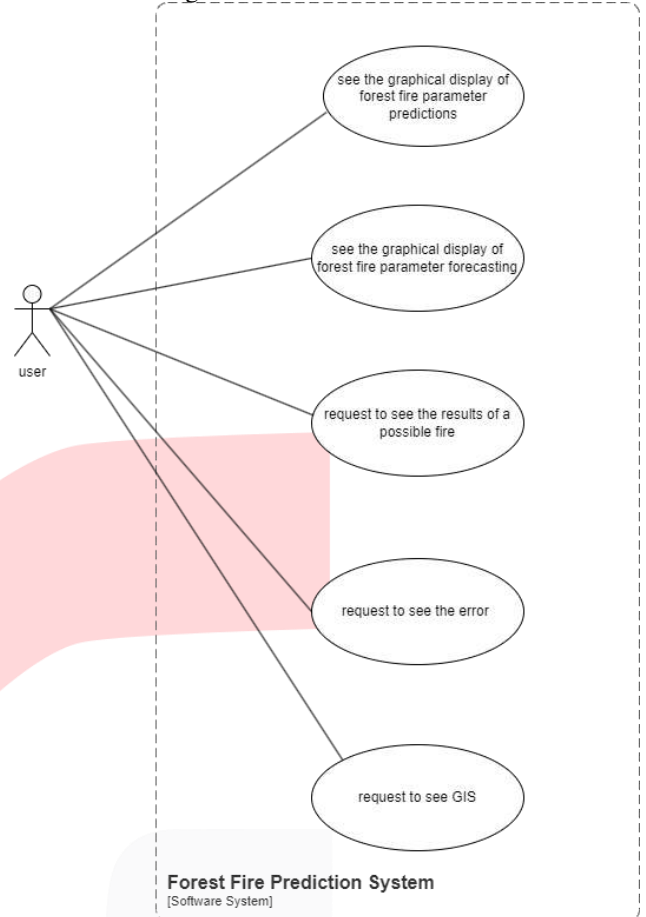 see the graphical display of
forest fire parameter
predictions
see the graphical display of
forest fire parameter forecasting
user
request to see the results of a
possible fire
request to see the error
request to see GIS
Forest Fire Prediction System
[Software System]